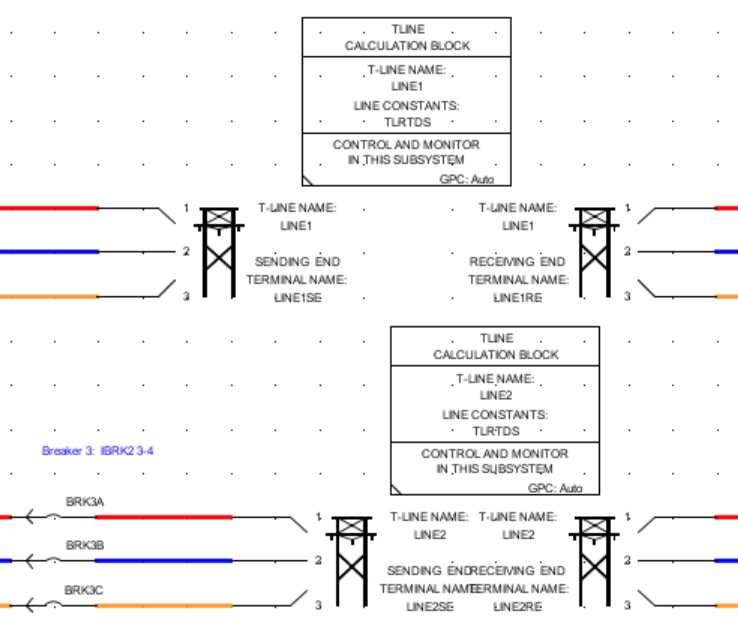 TLINE
CALCULATION BLOCK
T-LINE NAME:
LINE1
LINE CONSTANTS:
TLRTDS
CONTROL AND MONITOR
IN THIS SUBSYSTEM
GPC: Auto
1
2
3
T-LINE NAME:
LINE1
SENDING END
TERMINAL NAME:
LINE1SE
T-LINE NAME:
LINE1
RECEIVING END
TERMINAL NAME:
LINE1RE
1
2
3
TLINE
CALCULATION BLOCK
T-LINE NAME:
LINE2
LINE CONSTANTS:
TLRTDS
CONTROL AND MONITOR
IN THIS SUBSYSTEM
GPC: Auto
Breaker 3: IBRK2 3-4
BRK3A
BRK3B
BRK3C
1
2
3
T-LINE NAME:
LINE2
SENDING END
TERMINAL NAME:
LINE2SE
T-LINE NAME:
LINE2
RECEIVING END
TERMINAL NAME:
LINE2RE
1
2
3